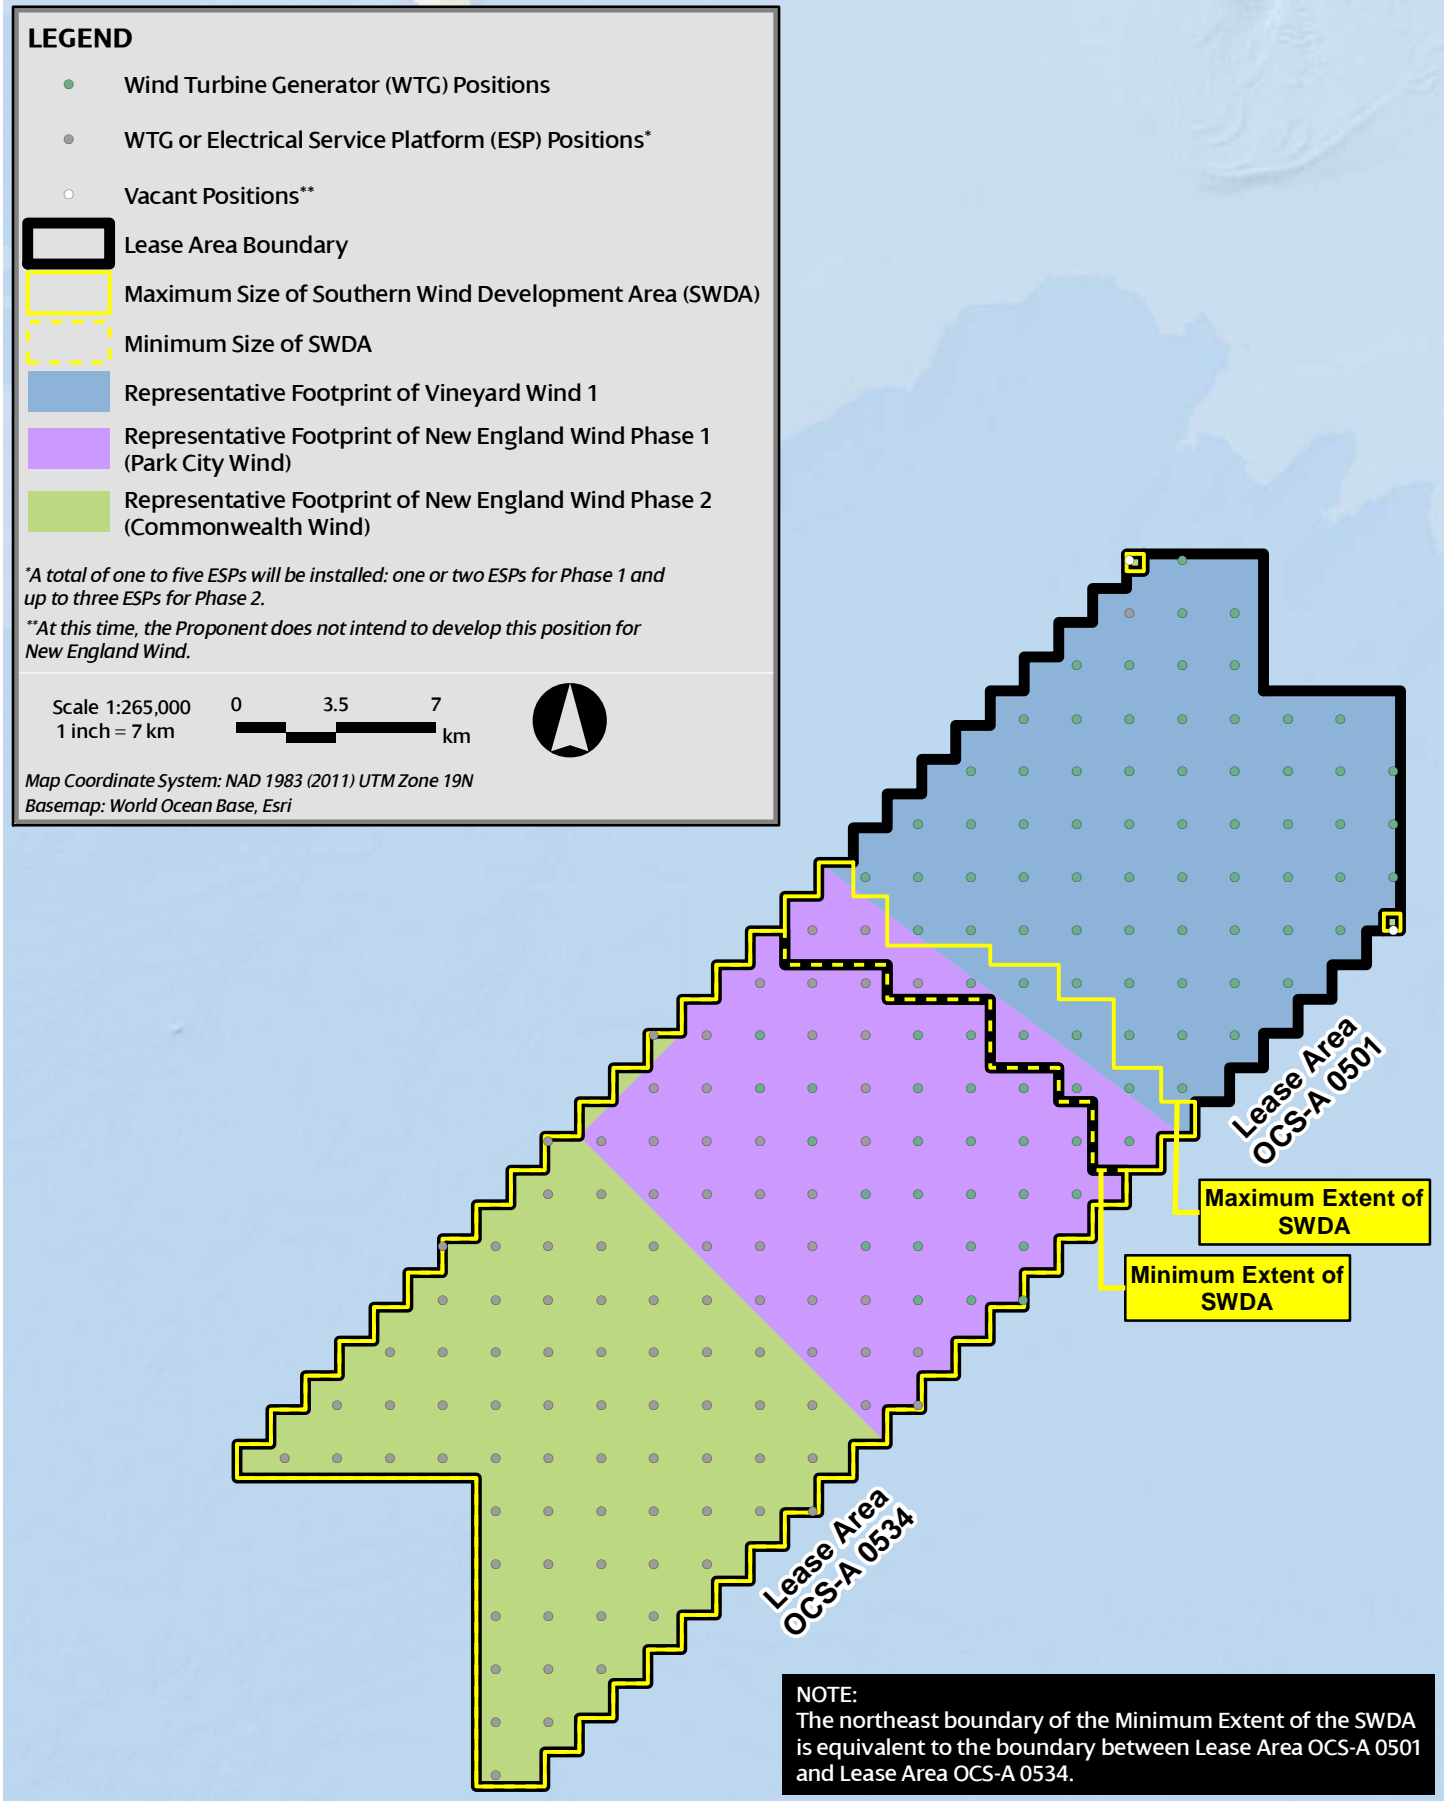 LEGEND
Wind Turbine Generator (WTG) Positions
WTG or Electrical Service Platform (ESP) Positions*
Vacant Positions**
Lease Area Boundary
Maximum Size of Southern Wind Development Area (SWDA)
Minimum Size of SWDA
Representative Footprint of Vineyard Wind 1
Representative Footprint of New England Wind Phase 1
(Park City Wind)
Representative Footprint of New England Wind Phase 2
(Commonwealth Wind)
*A total of one to five ESPs will be installed: one or two ESPs for Phase 1 and
up to three ESPs for Phase 2.
**At this time, the Proponent does not intend to develop this position for
New England Wind.
Scale 1:265,000
1 inch = 7 km
0 3.5 7
km
Map Coordinate System: NAD 1983 (2011) UTM Zone 19N
Basemap: World Ocean Base, Esri
Lease Area
OCS-A 0501
Maximum Extent of
SWDA
Minimum Extent of
SWDA
Lease Area
OCS-A 0534
NOTE:
The northeast boundary of the Minimum Extent of the SWDA
is equivalent to the boundary between Lease Area OCS-A 0501
and Lease Area OCS-A 0534.